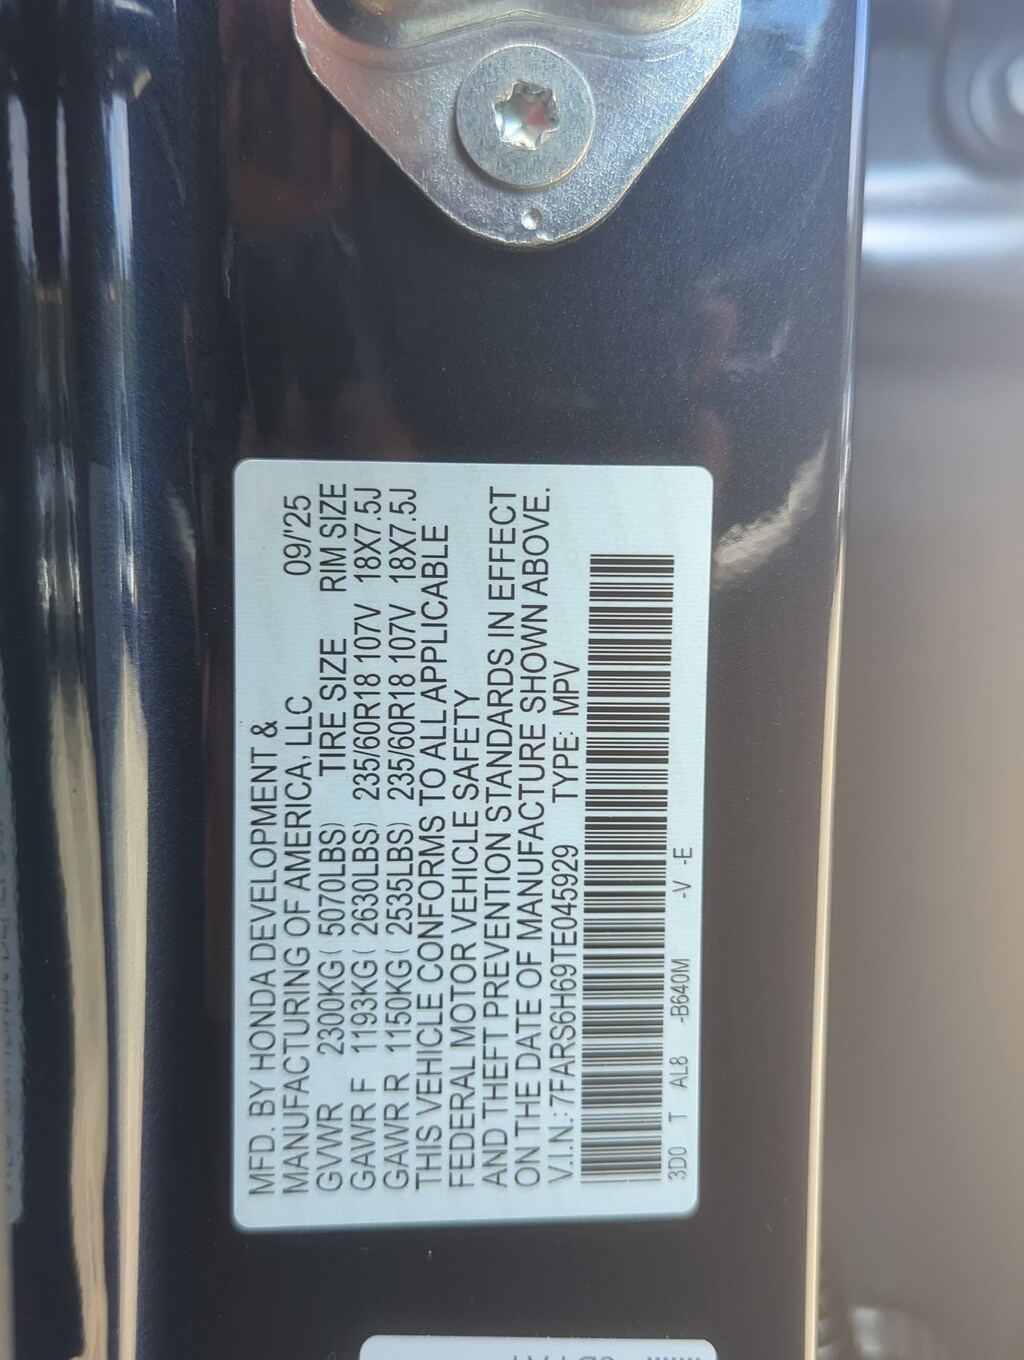 MFD. BY HONDA DEVELOPMENT &
MANUFACTURING OF AMERICA, LLC 09/'25
GVWR 2300KG ( 5070LBS) TIRE SIZE RIM SIZE
GAWR F 1193KG ( 2630LBS) 235/60R18 107V 18X7.5J
GAWR R 1150KG ( 2535LBS) 235/60R18 107V 18X7.5J
THIS VEHICLE CONFORMS TO ALL APPLICABLE
FEDERAL MOTOR VEHICLE SAFETY
AND THEFT PREVENTION STANDARDS IN EFFECT
ON THE DATE OF MANUFACTURE SHOWN ABOVE.
V.I.N.: 7FARS6H69TE045929 TYPE: MPV
3D0 T AL8 -B640M -V -E